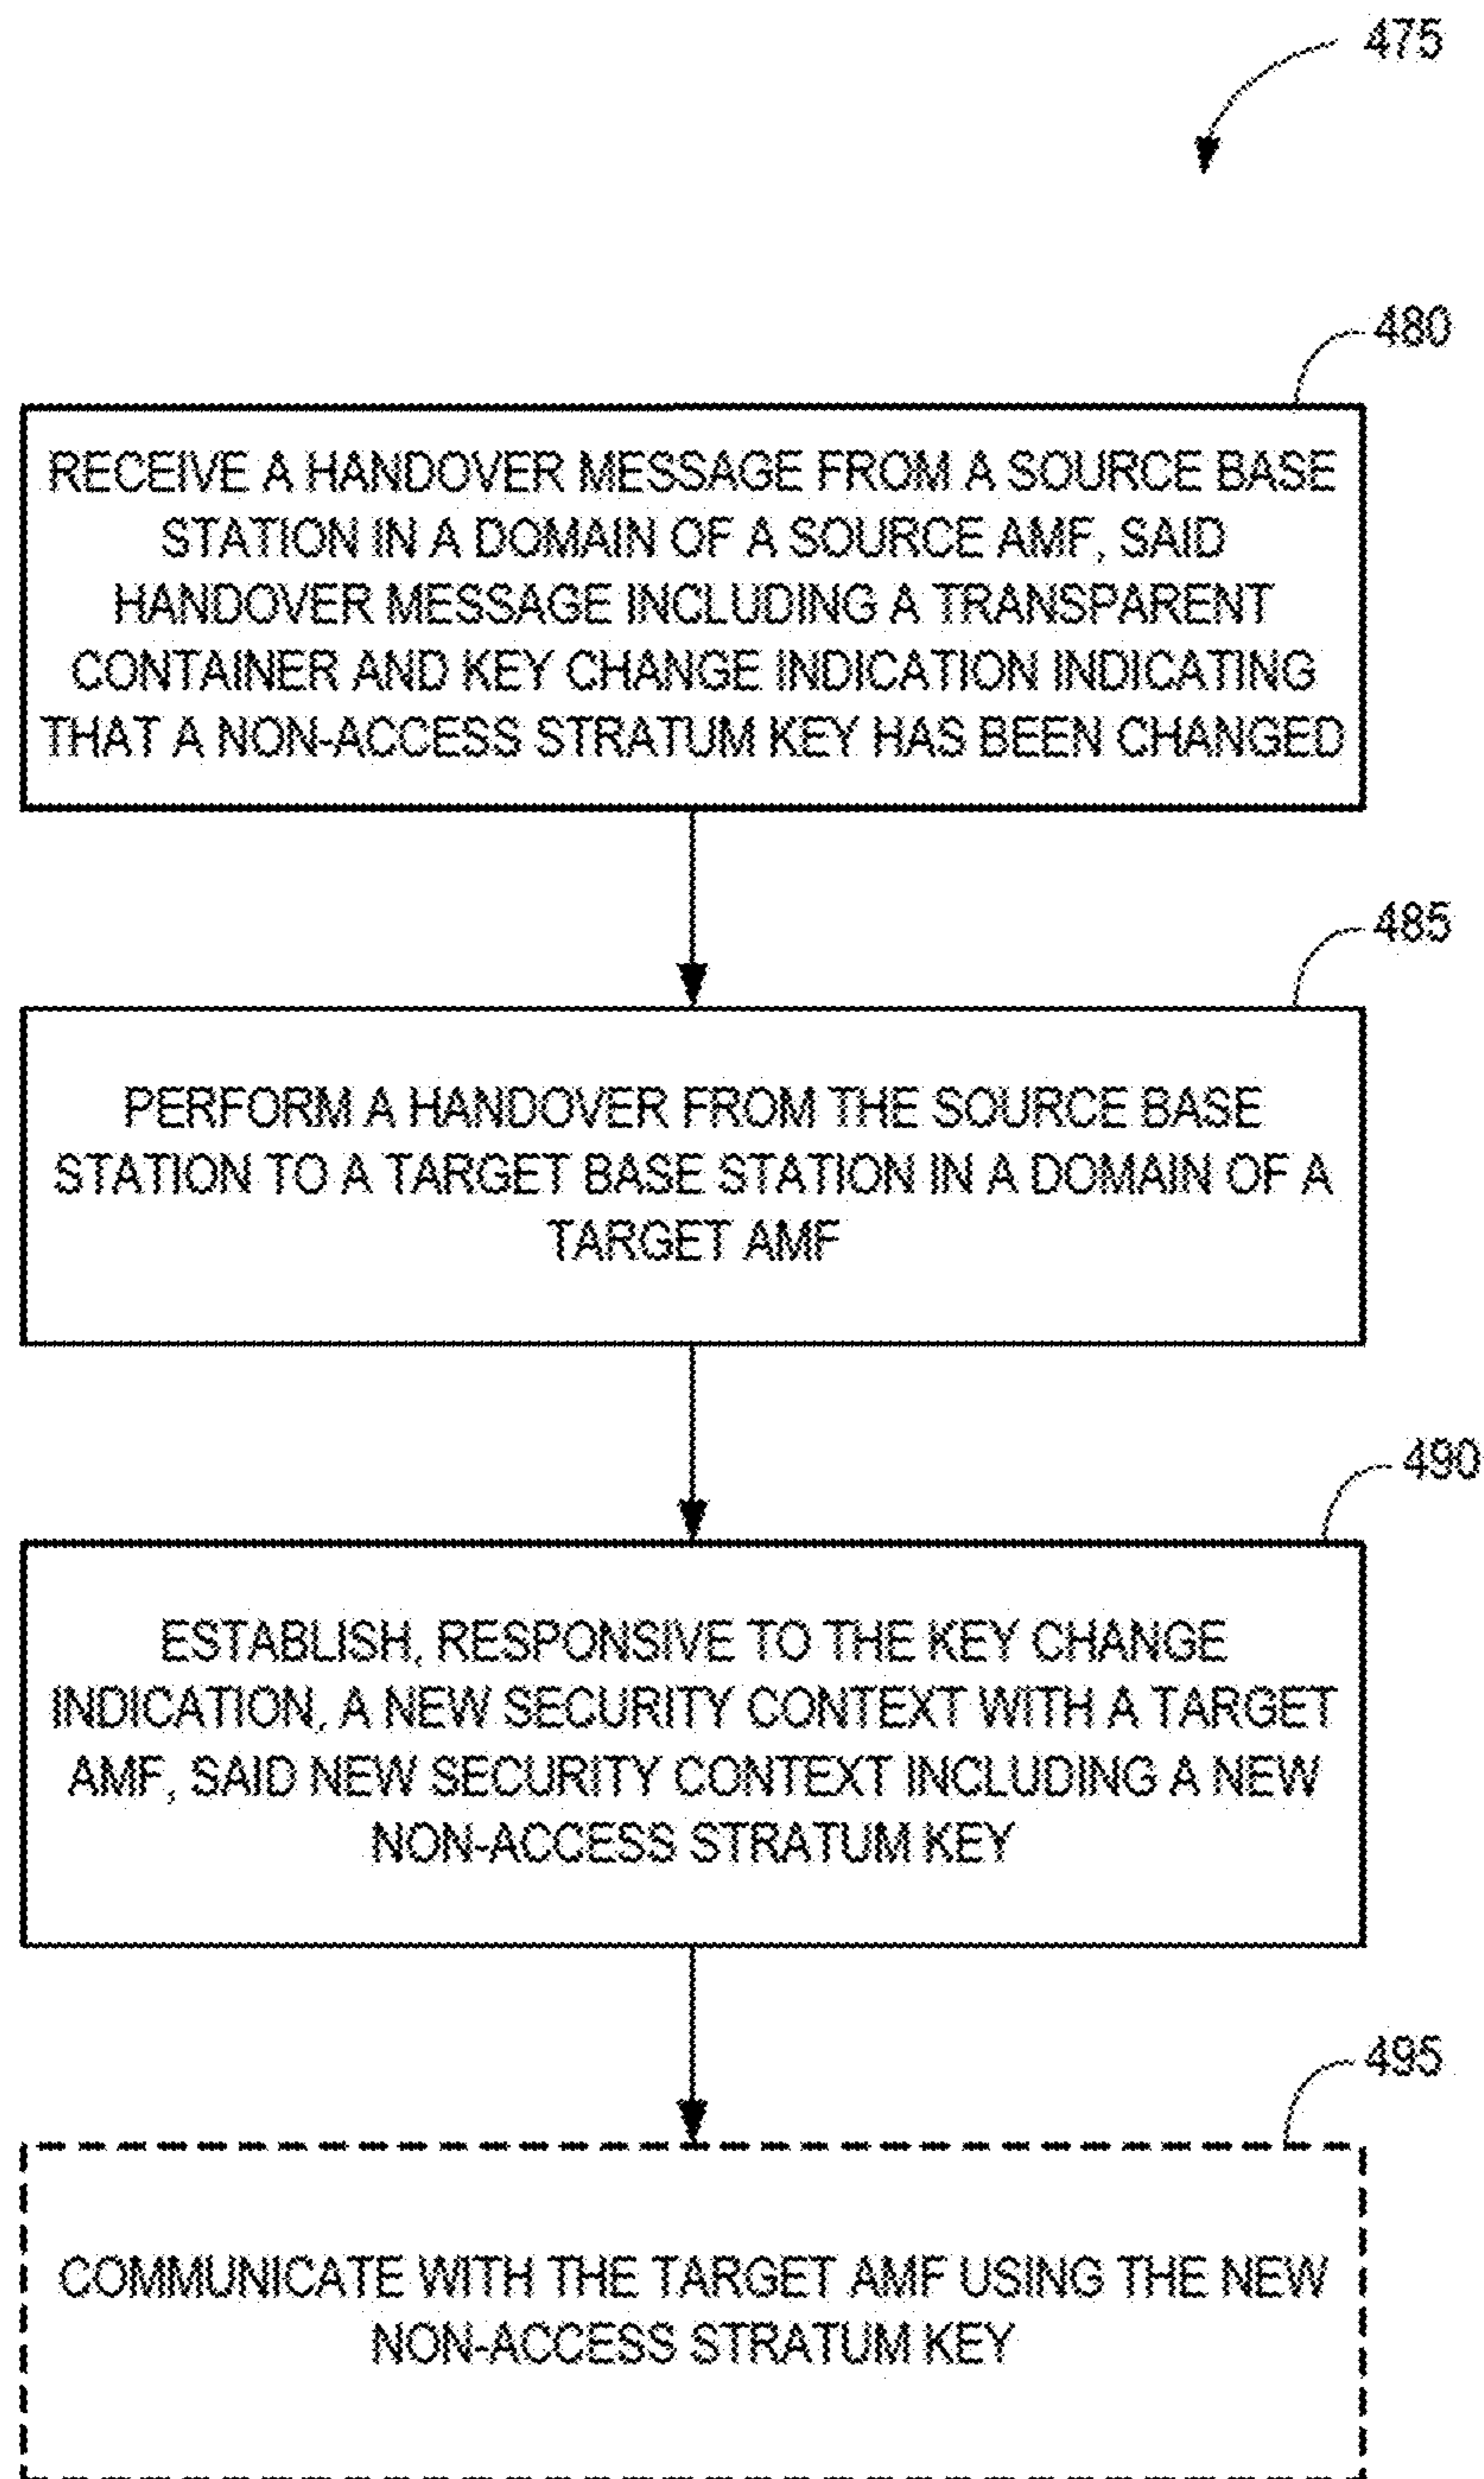 475
480
RECEIVE A HANDOVER MESSAGE FROM A SOURCE BASE
STATION IN A DOMAIN OF A SOURCE AMF, SAID
HANDOVER MESSAGE INCLUDING A TRANSPARENT
CONTAINER AND KEY CHANGE INDICATION INDICATING
THAT A NON-ACCESS STRATUM KEY HAS BEEN CHANGED
485
PERFORM A HANDOVER FROM THE SOURCE BASE
STATION TO A TARGET BASE STATION IN A DOMAIN OF A
TARGET AMF
490
ESTABLISH, RESPONSIVE TO THE KEY CHANGE
INDICATION, A NEW SECURITY CONTEXT WITH A TARGET
AMF, SAID NEW SECURITY CONTEXT INCLUDING A NEW
NON-ACCESS STRATUM KEY
495
COMMUNICATE WITH THE TARGET AMF USING THE NEW
NON-ACCESS STRATUM KEY